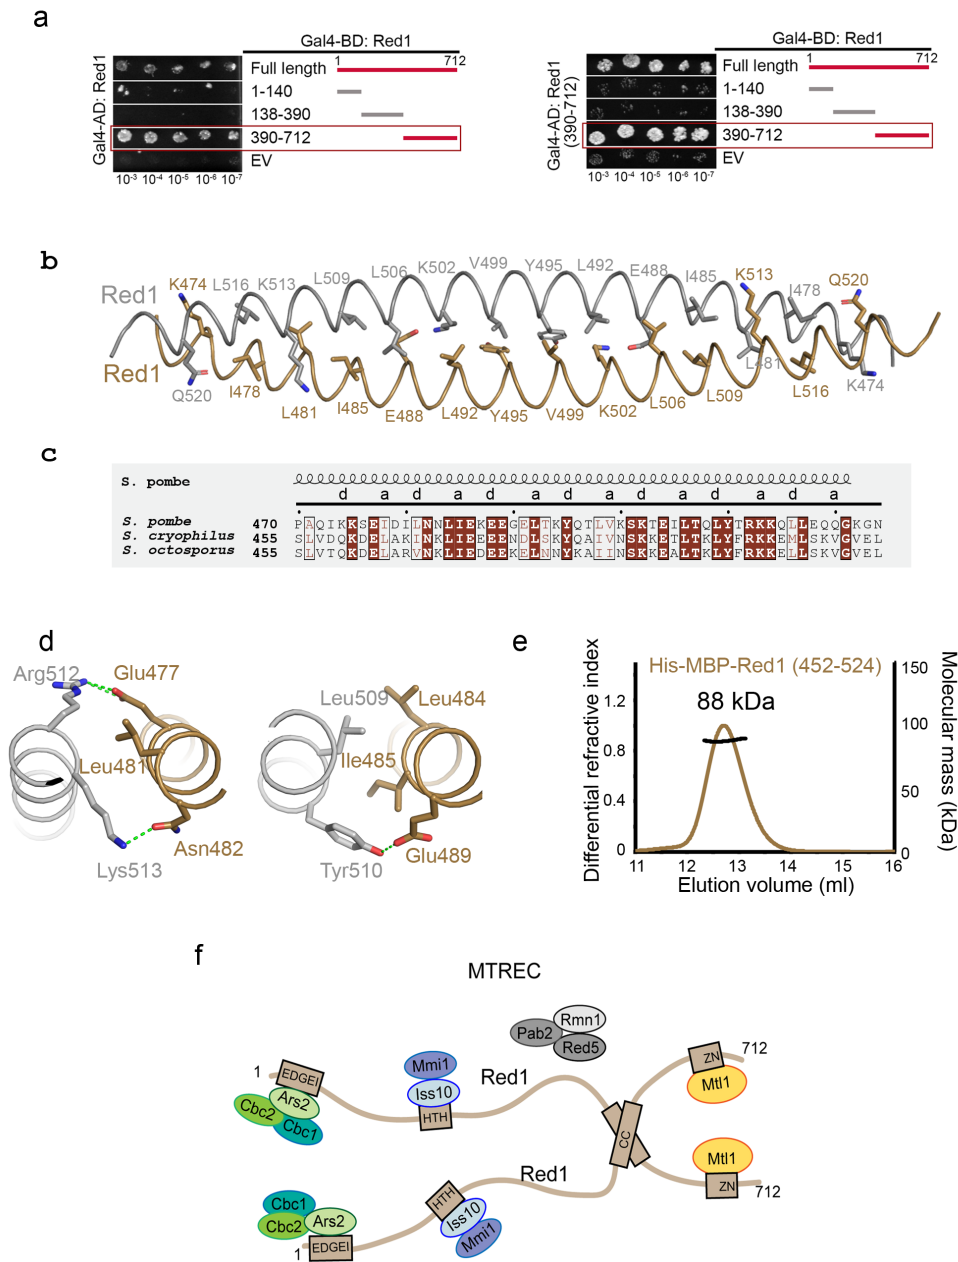 a
Gal4-BD: Red1
Gal4-AD: Red1
1 712
Full length
1-140
138-390
390-712
EV
10-3 10-4 10-5 10-6 10-7
Gal4-BD: Red1
Gal4-AD: Red1
(390-712)
1 712
Full length
1-140
138-390
390-712
EV
10-3 10-4 10-5 10-6 10-7
b
Red1
K474 L516 K513 L509 L506 K502 V499 Y495 L492 E488 I485 K513 I478 Q520
Red1
Q520 I478 L481 I485 E488 L492 Y495 V499 K502 L506 L509 L481 L516 K474
c
S. pombe
d a d a d a d a d a d a
S. pombe 470 PAQIKKSEIDILNNLIEKEEGELTKYQTLVKSKTEILTQLYTRKKQLLEQQGKGN
S. cryophilus 455 SLVDQKDELAKINKLIEEEENDLSKYQAIVNSKKETLTKLYFRKKEMLSKVGVEL
S. octosporus 455 SLVTQKDELARVNKLIEDEEKELNNYKAIINSKKEALTKLYFRKKELLSKVGVEL
d
Arg512 Glu477
Leu481
Asn482
Lys513
Leu509 Leu484
Ile485
Glu489
Tyr510
e
His-MBP-Red1 (452-524)
88 kDa
Differential refractive index
1.2
0.8
0.4
0
Molecular mass (kDa)
150
100
50
0
11 12 13 14 15 16
Elution volume (ml)
f
MTREC
Pab2 Rmn1
Red5
1 EDGEI
Ars2
Cbc2
Cbc1
Mmi1
Iss10
HTH
Red1
ZN 712
Mtl1
CC
Red1
Mtl1
ZN 712
HTH
Iss10
Mmi1
Cbc1
Cbc2 Ars2
1 EDGEI